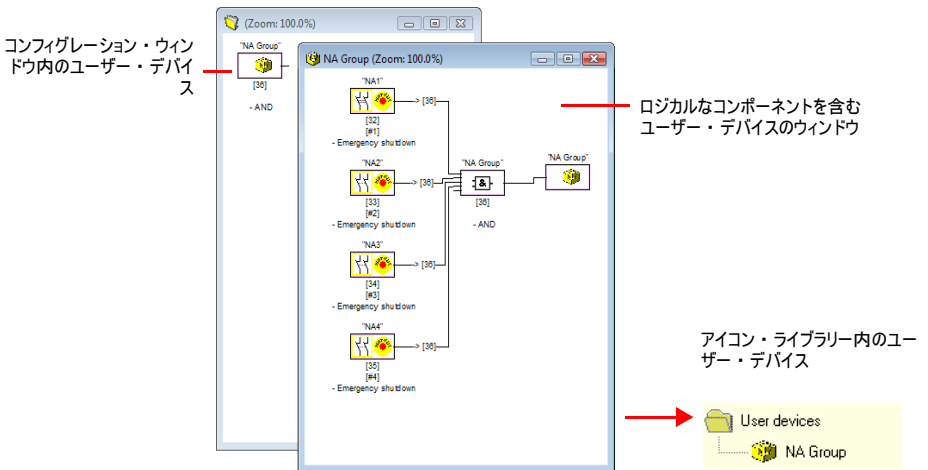 (Zoom: 100.0%)
コンフィグレーション・ウィン
ドウ内のユーザー・デバイ
ス
"NA Group"
[36]
- AND
NA Group (Zoom: 100.0%)
"NA1"
-> [36]
[32]
[#1]
- Emergency shutdown
"NA2"
-> [36]
[33]
[#2]
- Emergency shutdown
"NA3"
-> [36]
[34]
[#3]
- Emergency shutdown
"NA4"
-> [36]
[35]
[#4]
- Emergency shutdown
"NA Group"
&
[36]
- AND
"NA Group"
ロジカルなコンポーネントを含む
ユーザー・デバイスのウィンドウ
アイコン・ライブラリー内のユー
ザー・デバイス
User devices
NA Group